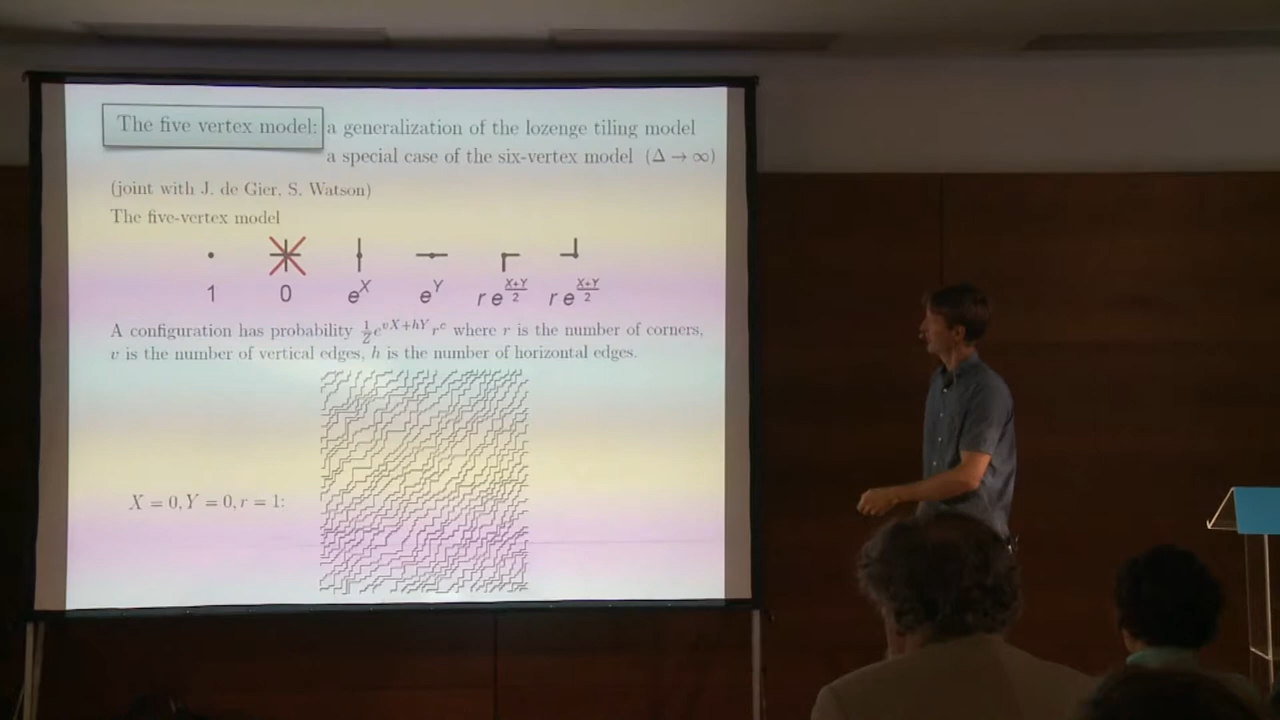 The five vertex model: a generalization of the lozenge tiling model
a special case of the six-vertex model (Δ → ∞)
(joint with J. de Gier, S. Watson)
The five-vertex model
1 0 e^X e^Y r e^{\frac{X+Y}{2}} r e^{\frac{X+Y}{2}}
A configuration has probability \frac{1}{Z}e^{vX+hY} r^c where r is the number of corners,
v is the number of vertical edges, h is the number of horizontal edges.
X = 0, Y = 0, r = 1: